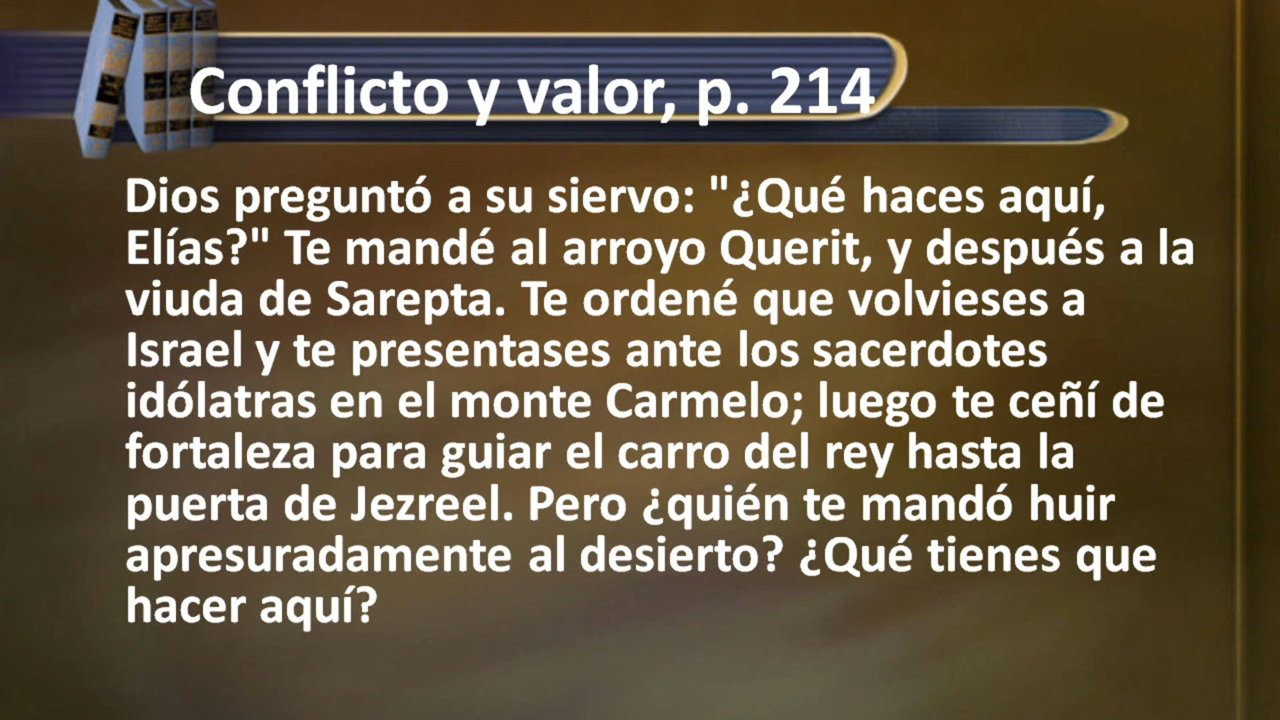 Conflicto y valor, p. 214
Dios preguntó a su siervo: "¿Qué haces aquí,
Elías?" Te mandé al arroyo Querit, y después a la
viuda de Sarepta. Te ordené que volvieses a
Israel y te presentases ante los sacerdotes
idólatras en el monte Carmelo; luego te ceñí de
fortaleza para guiar el carro del rey hasta la
puerta de Jezreel. Pero ¿quién te mandó huir
apresuradamente al desierto? ¿Qué tienes que
hacer aquí?